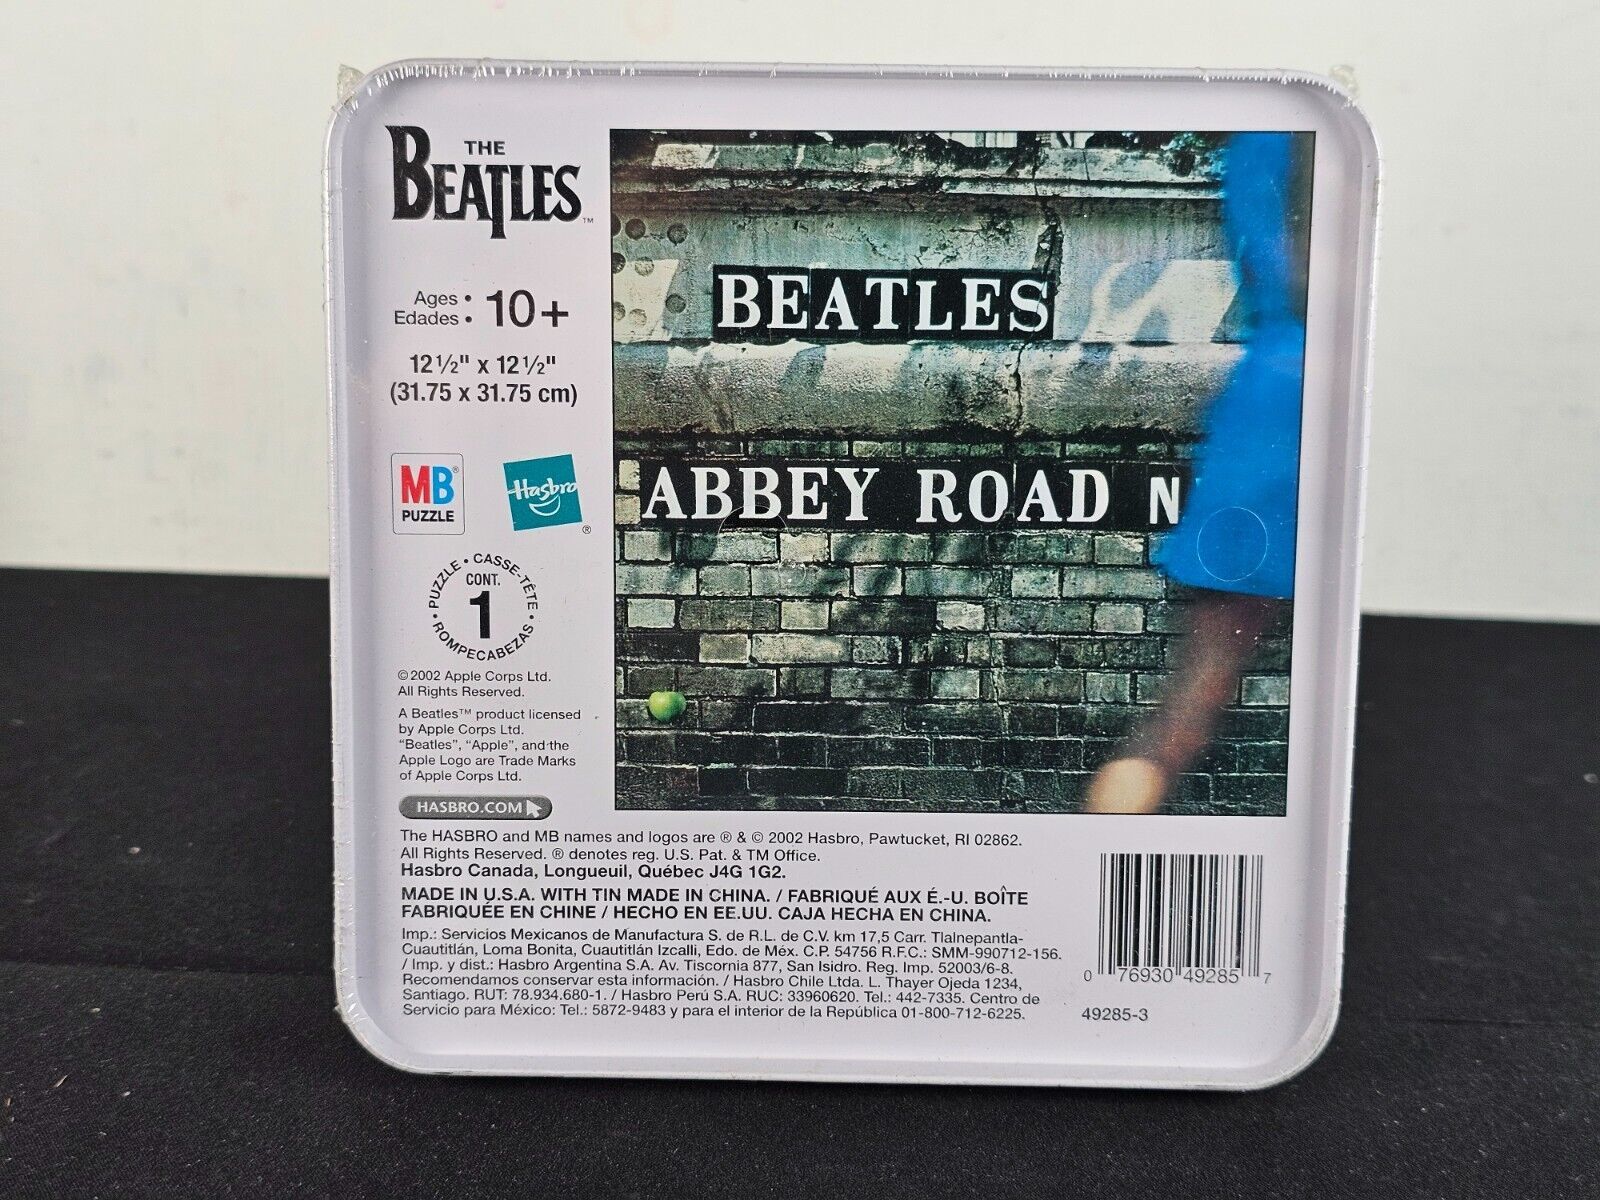 THE
BEATLES™
Ages :
Edades : 10+
12 1/2" x 12 1/2"
(31.75 x 31.75 cm)
MB®
PUZZLE
Hasbro
®
PUZZLE • CASSE-TÊTE • ROMPECABEZAS •
CONT.
1
© 2002 Apple Corps Ltd.
All Rights Reserved.
A Beatles™ product licensed
by Apple Corps Ltd.
"Beatles", "Apple", and the
Apple Logo are Trade Marks
of Apple Corps Ltd.
HASBRO.COM
BEATLES
ABBEY ROAD N
The HASBRO and MB names and logos are ® & © 2002 Hasbro, Pawtucket, RI 02862.
All Rights Reserved. ® denotes reg. U.S. Pat. & TM Office.
Hasbro Canada, Longueuil, Québec J4G 1G2.
MADE IN U.S.A. WITH TIN MADE IN CHINA. / FABRIQUÉ AUX É.-U. BOÎTE
FABRIQUÉE EN CHINE / HECHO EN EE.UU. CAJA HECHA EN CHINA.
Imp.: Servicios Mexicanos de Manufactura S. de R.L. de C.V. km 17,5 Carr. Tlalnepantla-
Cuautitlán, Loma Bonita, Cuautitlán Izcalli, Edo. de Méx. C.P. 54756 R.F.C.: SMM-990712-156.
/ Imp. y dist.: Hasbro Argentina S.A. Av. Tiscornia 877, San Isidro. Reg. Imp. 52003/6-8.
Recomendamos conservar esta información. / Hasbro Chile Ltda. L. Thayer Ojeda 1234,
Santiago. RUT: 78.934.680-1. / Hasbro Perú S.A. RUC: 33960620. Tel.: 442-7335. Centro de
Servicio para México: Tel.: 5872-9483 y para el interior de la República 01-800-712-6225.
0 76930 49285 7
49285-3